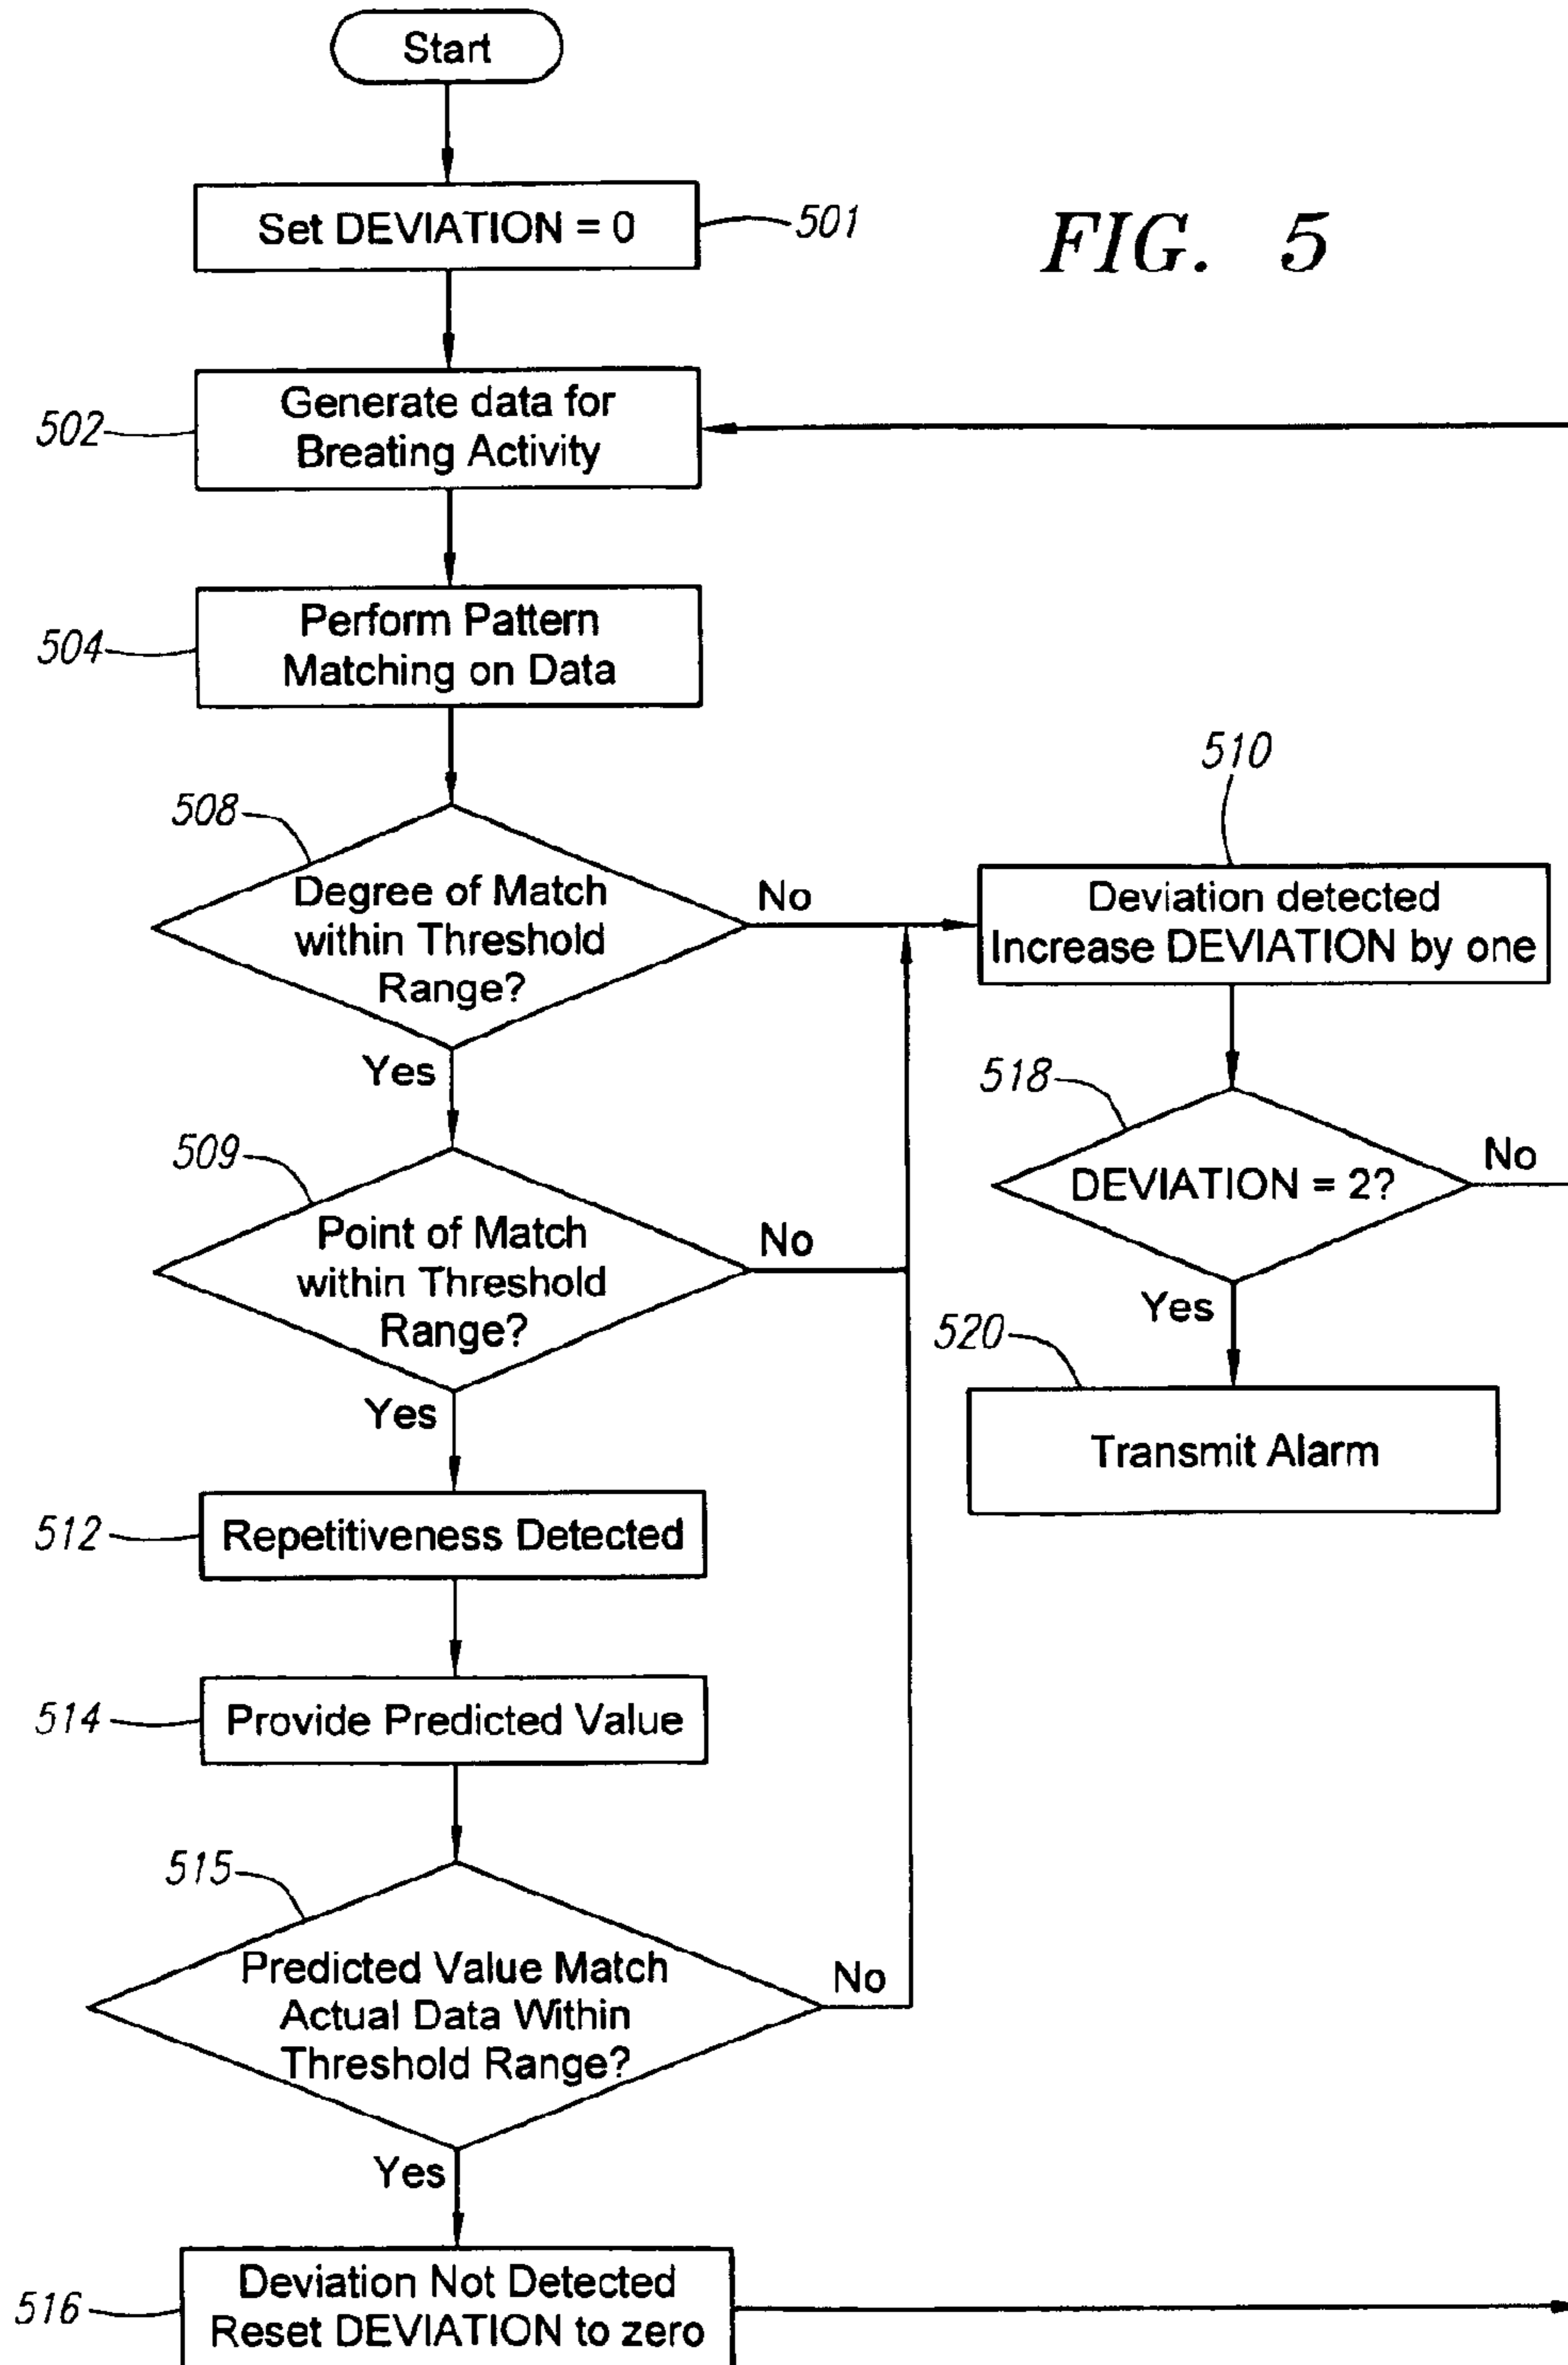 Start
Set DEVIATION = 0
501
FIG. 5
502
Generate data for
Breating Activity
504
Perform Pattern
Matching on Data
508
Degree of Match
within Threshold
Range?
No
Yes
510
Deviation detected
Increase DEVIATION by one
518
DEVIATION = 2?
No
Yes
520
Transmit Alarm
509
Point of Match
within Threshold
Range?
No
Yes
512
Repetitiveness Detected
514
Provide Predicted Value
515
Predicted Value Match
Actual Data Within
Threshold Range?
No
Yes
516
Deviation Not Detected
Reset DEVIATION to zero